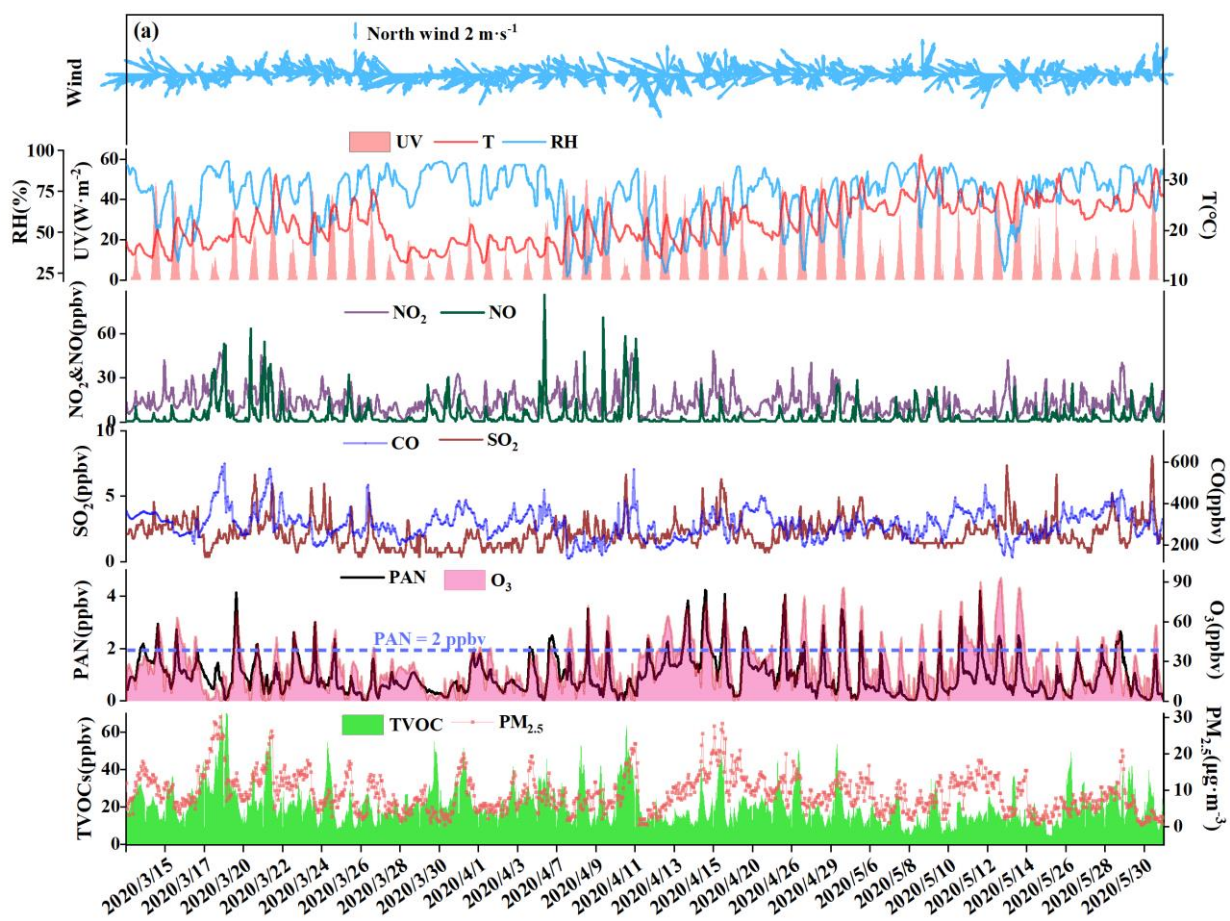 (a)
North wind 2 m·s⁻¹
Wind
UV T RH
RH(%)
100
75
50
25
UV(W·m⁻²)
60
40
20
0
T(°C)
30
20
10
NO₂ NO
NO₂&NO(ppbv)
60
30
0
CO SO₂
SO₂(ppbv)
10
5
0
CO(ppbv)
600
400
200
PAN O₃
PAN = 2 ppbv
PAN(ppbv)
4
2
0
O₃(ppbv)
90
60
30
0
TVOC PM₂.₅
TVOCs(ppbv)
60
40
20
0
PM₂.₅(μg·m⁻³)
30
20
10
0
2020/3/15 2020/3/17 2020/3/20 2020/3/22 2020/3/24 2020/3/26 2020/3/28 2020/3/30 2020/4/1 2020/4/3 2020/4/7 2020/4/9 2020/4/11 2020/4/13 2020/4/15 2020/4/20 2020/4/26 2020/4/29 2020/5/6 2020/5/8 2020/5/10 2020/5/12 2020/5/14 2020/5/26 2020/5/28 2020/5/30